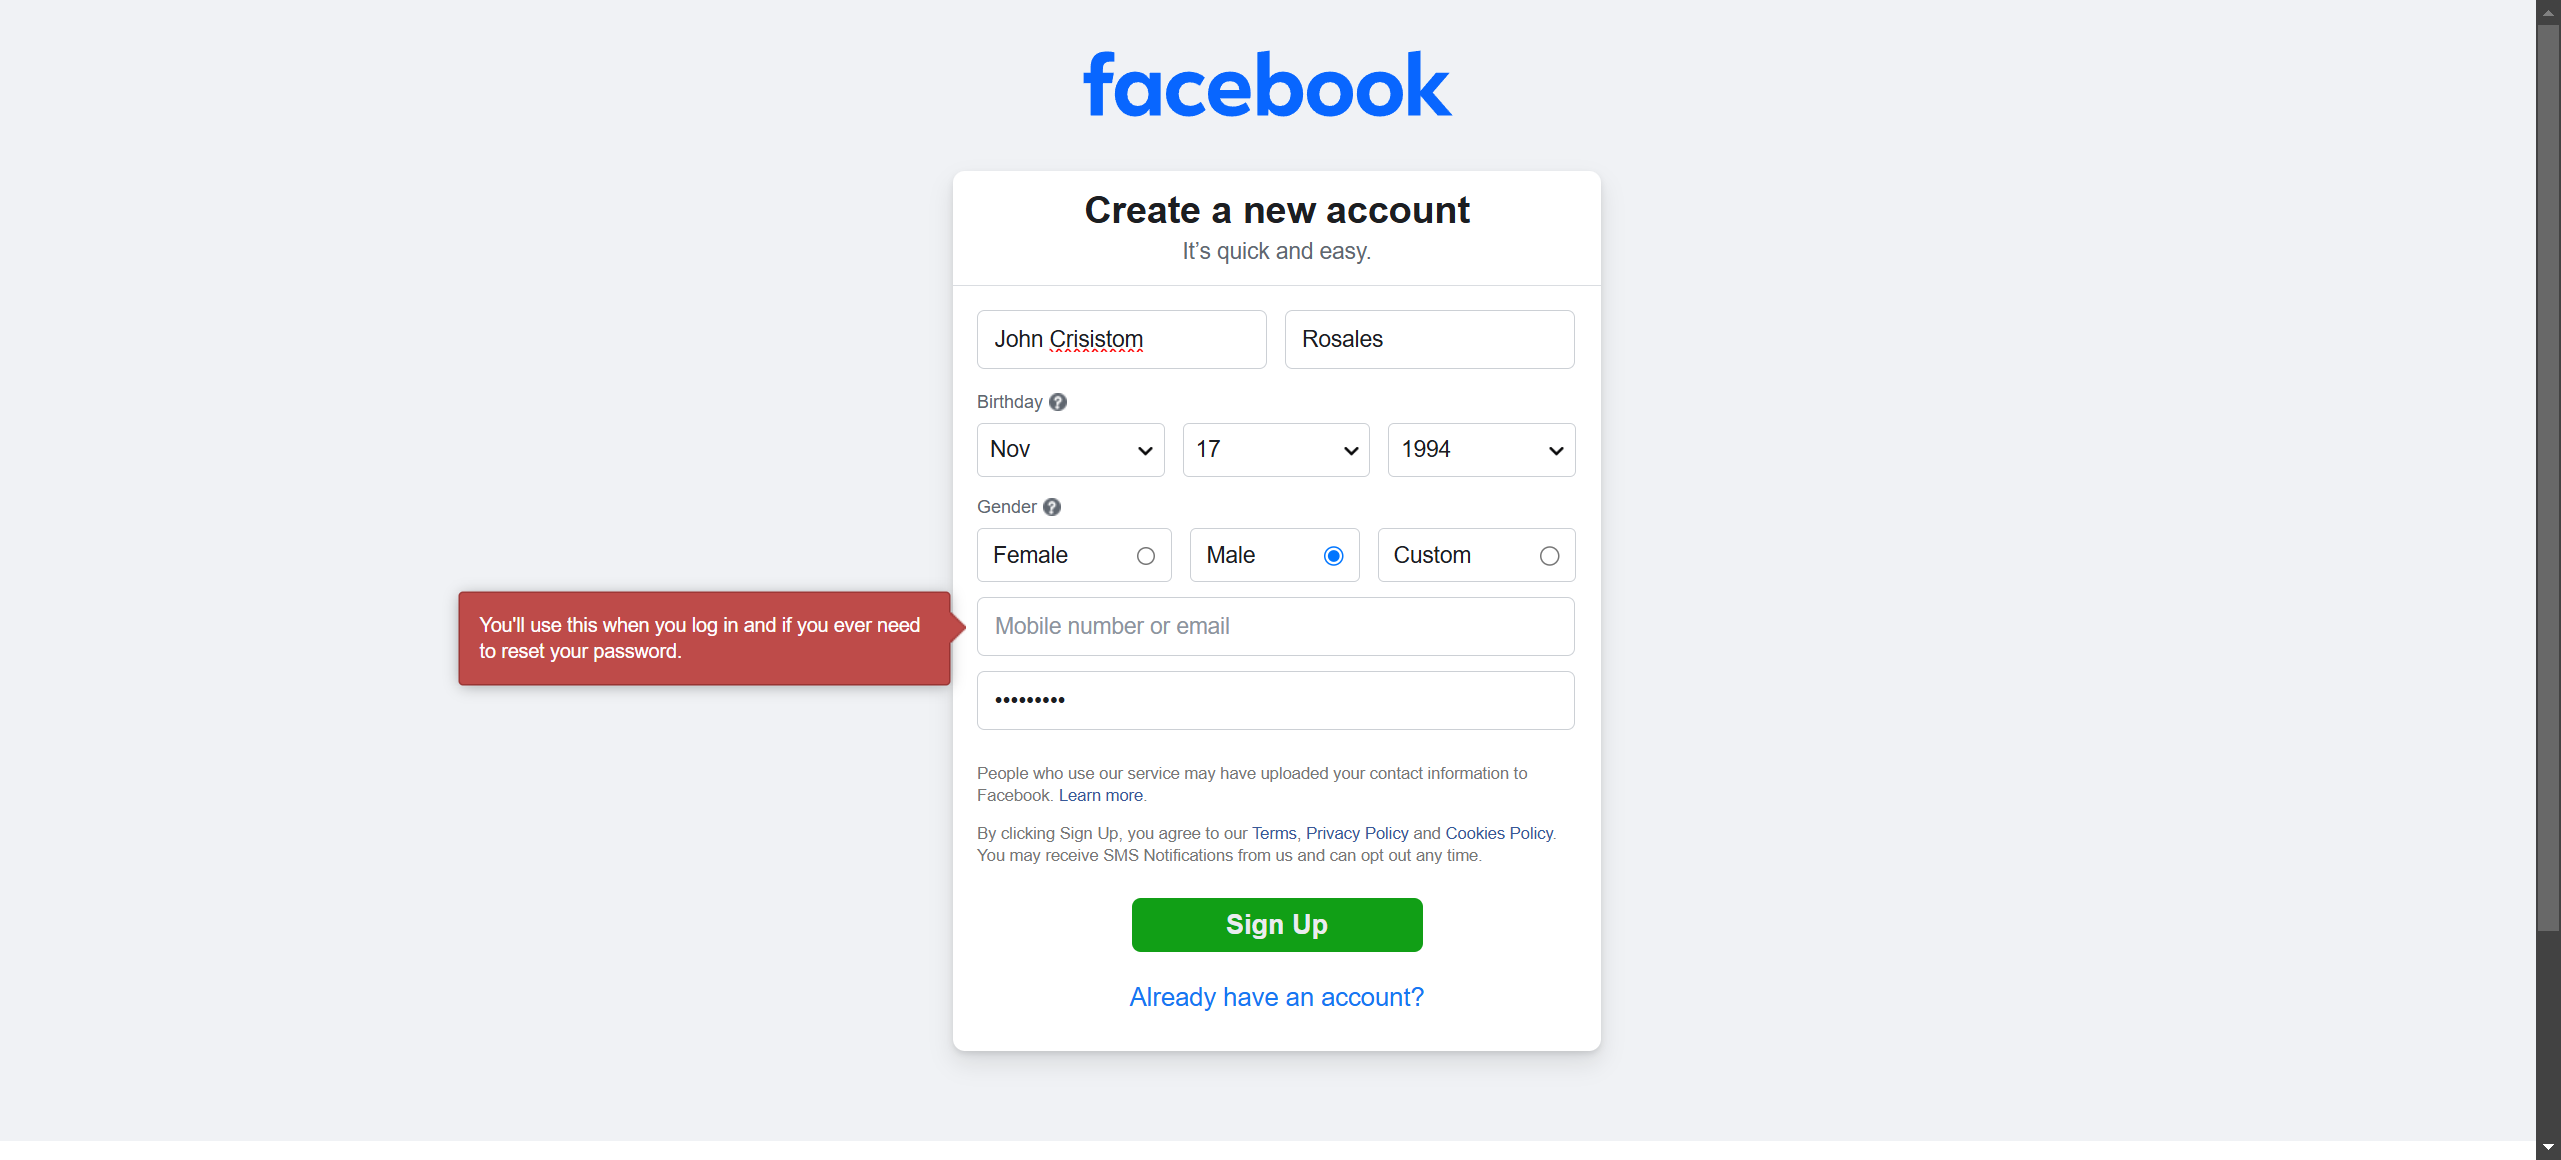 facebook
Create a new account
It’s quick and easy.
John Crisistom
Rosales
Birthday
Nov
17
1994
Gender
Female
Male
Custom
You'll use this when you log in and if you ever need
to reset your password.
Mobile number or email
•••••••••
People who use our service may have uploaded your contact information to
Facebook. Learn more.
By clicking Sign Up, you agree to our Terms, Privacy Policy and Cookies Policy.
You may receive SMS Notifications from us and can opt out any time.
Sign Up
Already have an account?